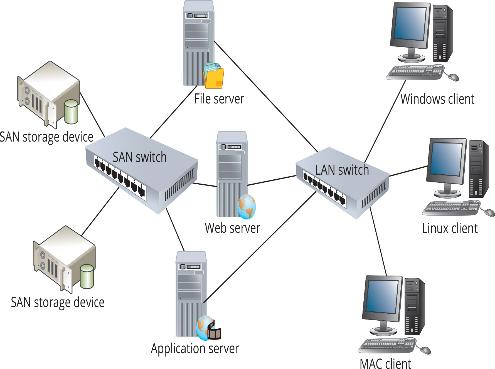 File server
Windows client
SAN storage device
SAN switch
LAN switch
Web server
Linux client
SAN storage device
Application server
MAC client